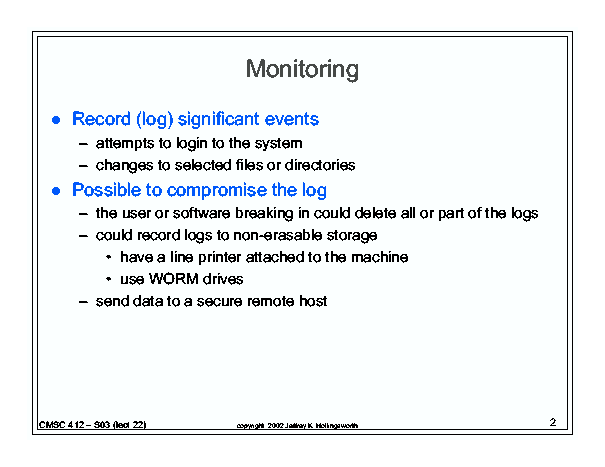 Monitoring
● Record (log) significant events
– attempts to login to the system
– changes to selected files or directories
● Possible to compromise the log
– the user or software breaking in could delete all or part of the logs
– could record logs to non-erasable storage
• have a line printer attached to the machine
• use WORM drives
– send data to a secure remote host
CMSC 412 – S03 (lect 22)
copyright 2002 Jeffrey K. Hollingsworth
2